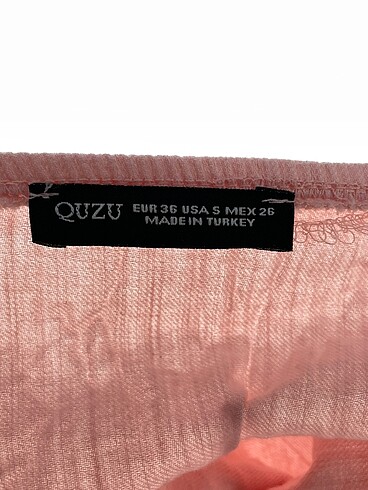 QUZU EUR 36 USA S MEX 26
MADE IN TURKEY